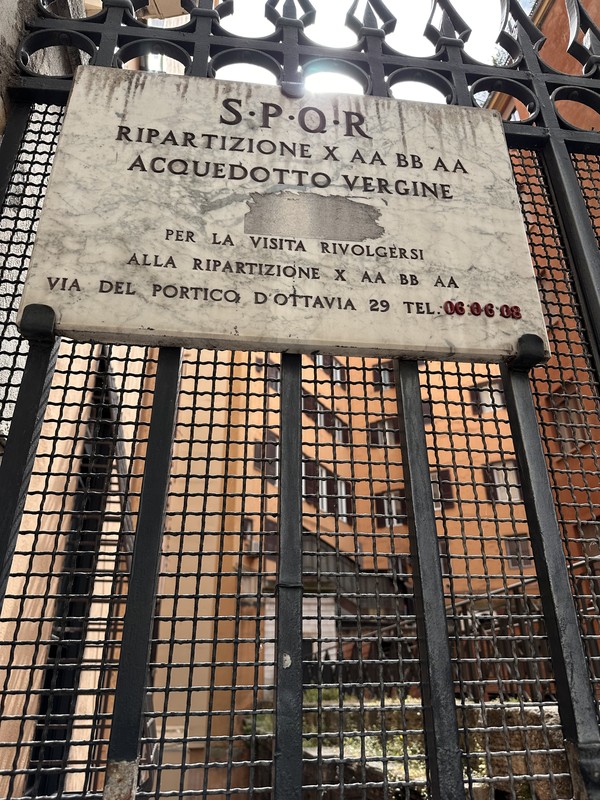 S·P·Q·R
RIPARTIZIONE X AA BB AA
ACQUEDOTTO VERGINE
PER LA VISITA RIVOLGERSI
ALLA RIPARTIZIONE X AA BB AA
VIA DEL PORTICO D'OTTAVIA 29 TEL. 06 06 08